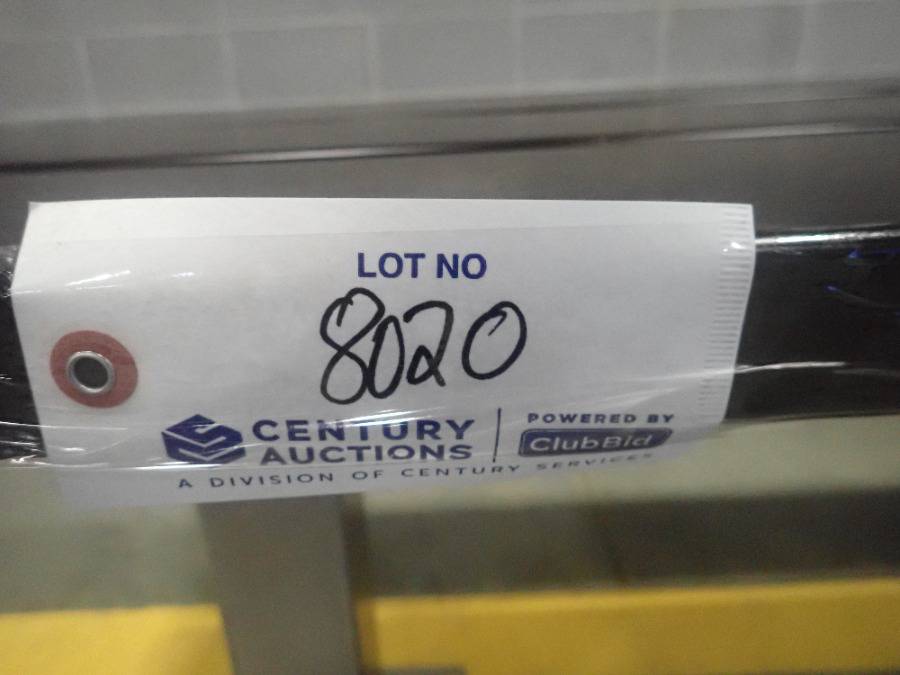 LOT NO
8020
CENTURY AUCTIONS
POWERED BY ClubBid
A DIVISION OF CENTURY SERVICES